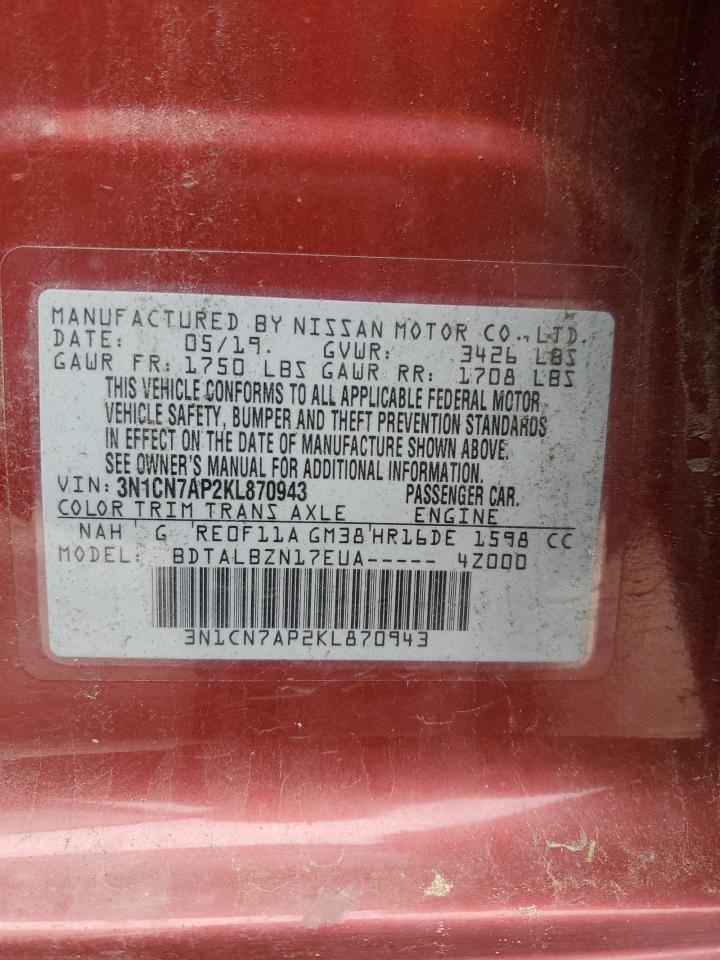 MANUFACTURED BY NISSAN MOTOR CO., LTD.
DATE: 05/19. GVWR: 3426 LBS
GAWR FR: 1750 LBS GAWR RR: 1708 LBS
THIS VEHICLE CONFORMS TO ALL APPLICABLE FEDERAL MOTOR
VEHICLE SAFETY, BUMPER AND THEFT PREVENTION STANDARDS
IN EFFECT ON THE DATE OF MANUFACTURE SHOWN ABOVE.
SEE OWNER'S MANUAL FOR ADDITIONAL INFORMATION.
VIN: 3N1CN7AP2KL870943 PASSENGER CAR.
COLOR TRIM TRANS AXLE ENGINE
NAH G RE0F11A GM38 HR16DE 1598 CC
MODEL: BDTALBZN17EUA----- 4Z000
3N1CN7AP2KL870943